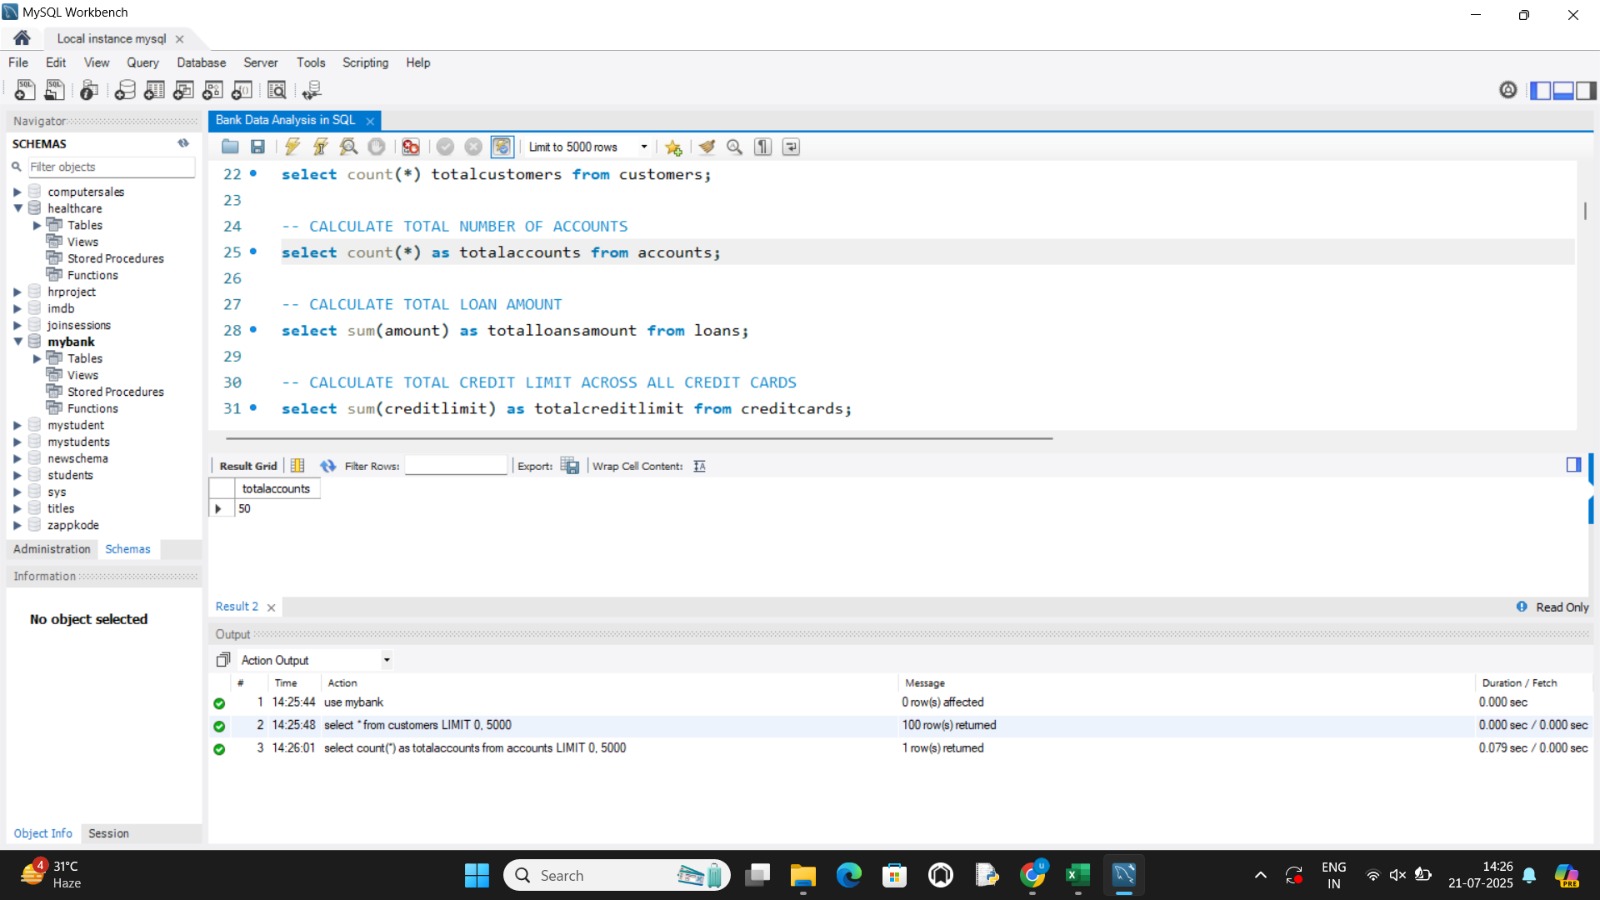 MySQL Workbench
Local instance mysql
File Edit View Query Database Server Tools Scripting Help
Navigator
SCHEMAS
Filter objects
computersales
healthcare
Tables
Views
Stored Procedures
Functions
hrproject
imdb
joinsessions
mybank
Tables
Views
Stored Procedures
Functions
mystudent
mystudents
newschema
students
sys
titles
zappkode
Administration Schemas
Information
No object selected
Object Info Session
Bank Data Analysis in SQL
Limit to 5000 rows
22 select count(*) totalcustomers from customers;
23
24 -- CALCULATE TOTAL NUMBER OF ACCOUNTS
25 select count(*) as totalaccounts from accounts;
26
27 -- CALCULATE TOTAL LOAN AMOUNT
28 select sum(amount) as totalloansamount from loans;
29
30 -- CALCULATE TOTAL CREDIT LIMIT ACROSS ALL CREDIT CARDS
31 select sum(creditlimit) as totalcreditlimit from creditcards;
Result Grid Filter Rows: Export: Wrap Cell Content:
totalaccounts
50
Result 2 Read Only
Output
Action Output
# Time Action Message Duration / Fetch
1 14:25:44 use mybank 0 row(s) affected 0.000 sec
2 14:25:48 select * from customers LIMIT 0, 5000 100 row(s) returned 0.000 sec / 0.000 sec
3 14:26:01 select count(*) as totalaccounts from accounts LIMIT 0, 5000 1 row(s) returned 0.079 sec / 0.000 sec
4
31°C
Haze
Search
ENG
IN
14:26
21-07-2025
PRE